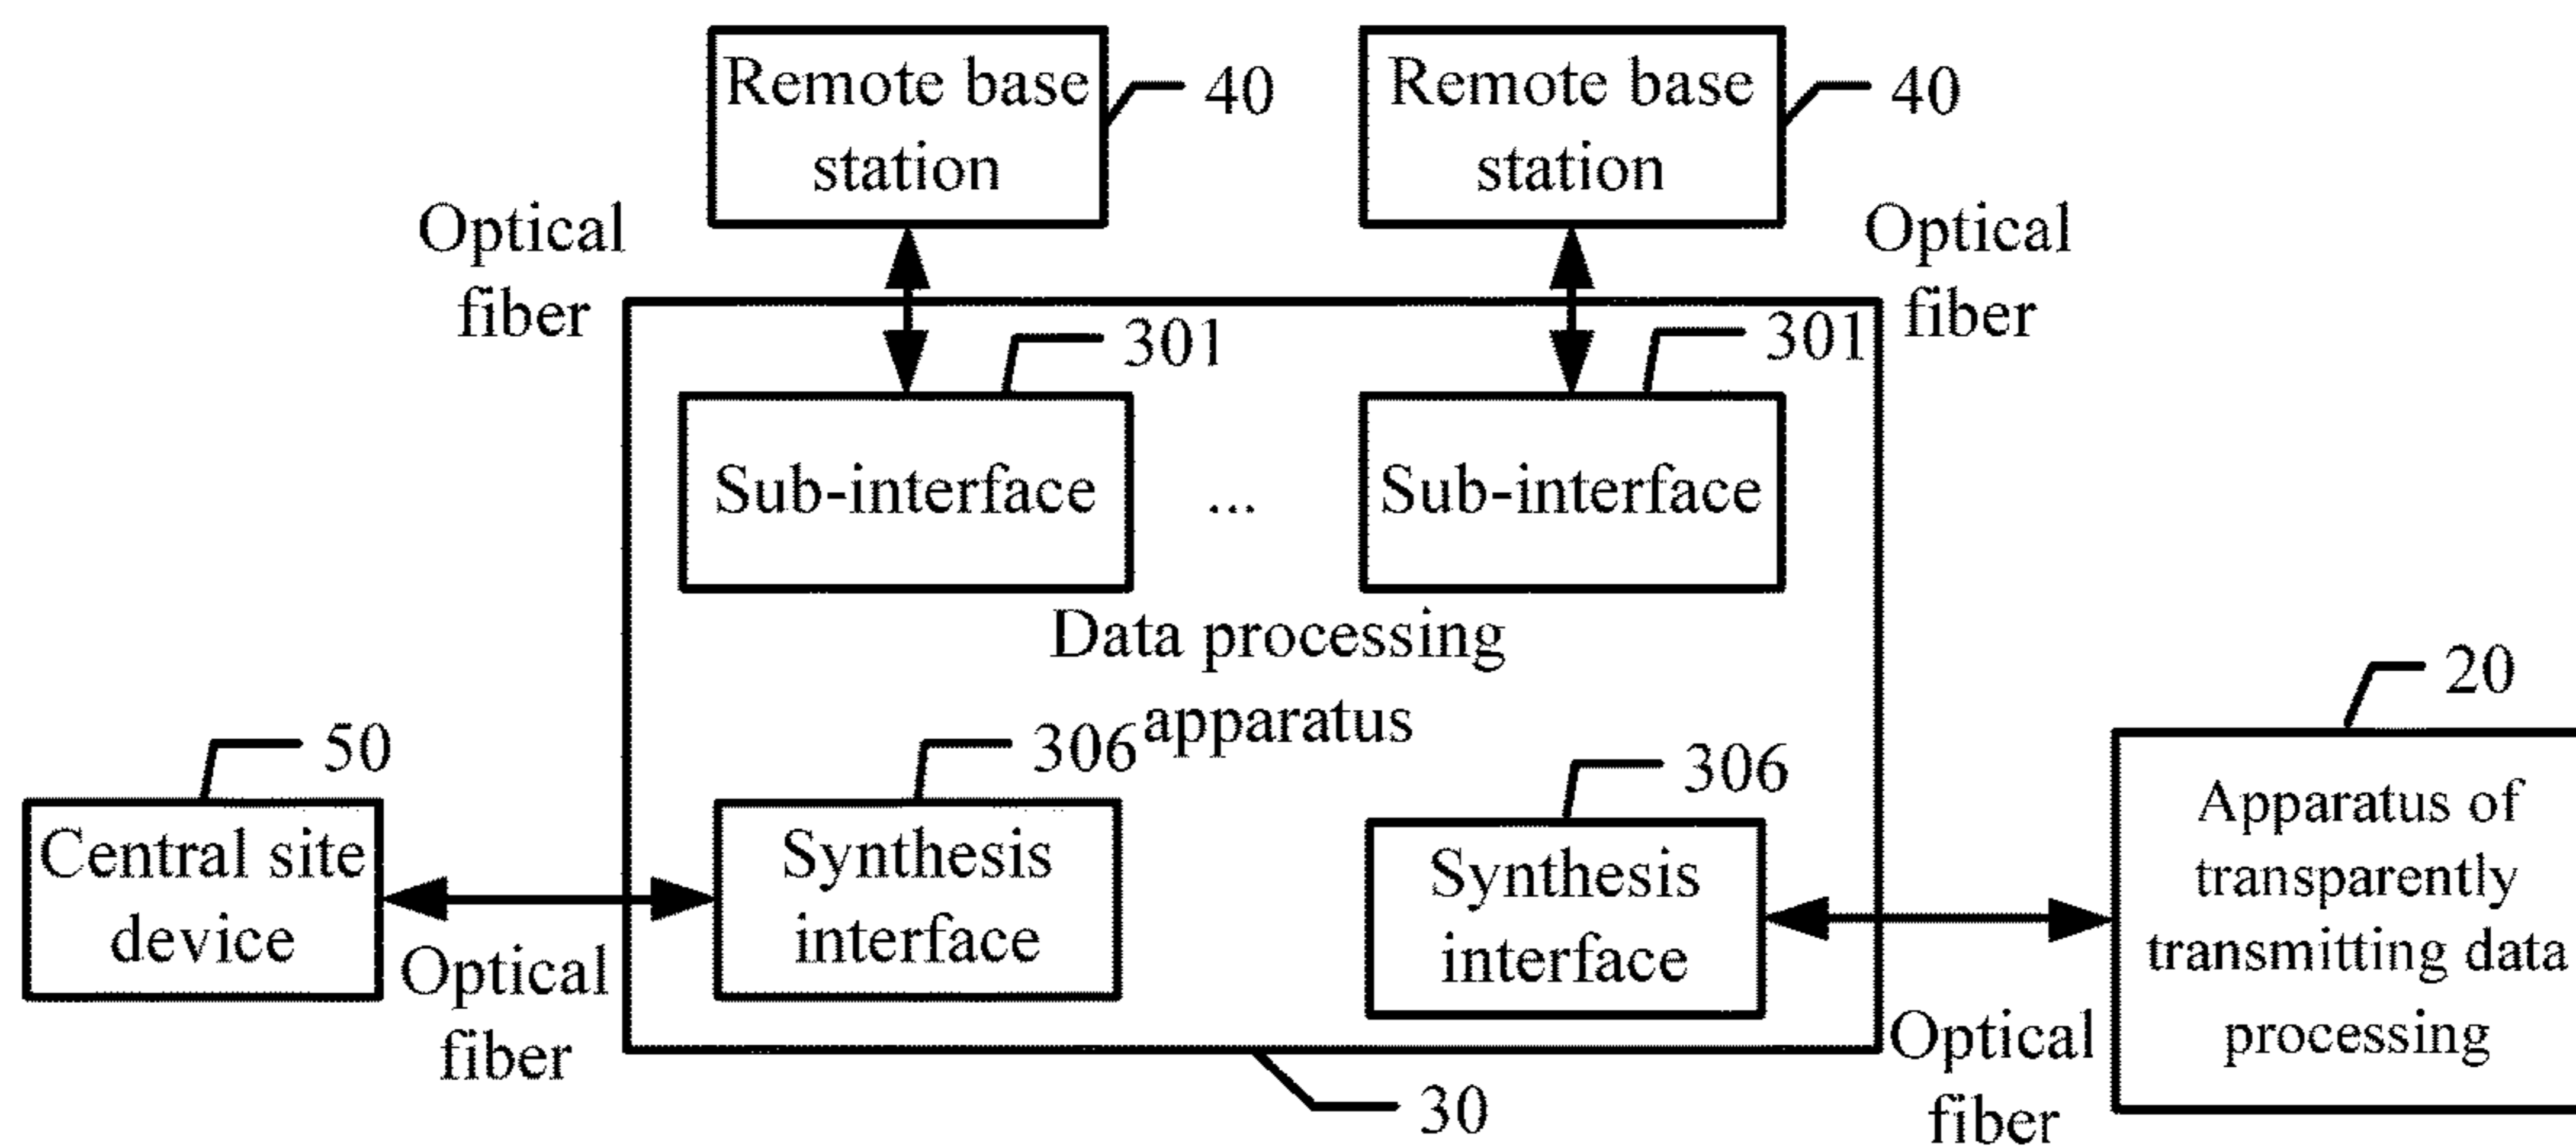 Remote base
station
40
Remote base
station
40
Optical
fiber
Optical
fiber
301
301
Sub-interface
...
Sub-interface
Data processing
apparatus
50
306
306
20
Central site
device
Synthesis
interface
Synthesis
interface
Apparatus of
transparently
transmitting data
processing
Optical
fiber
Optical
fiber
30